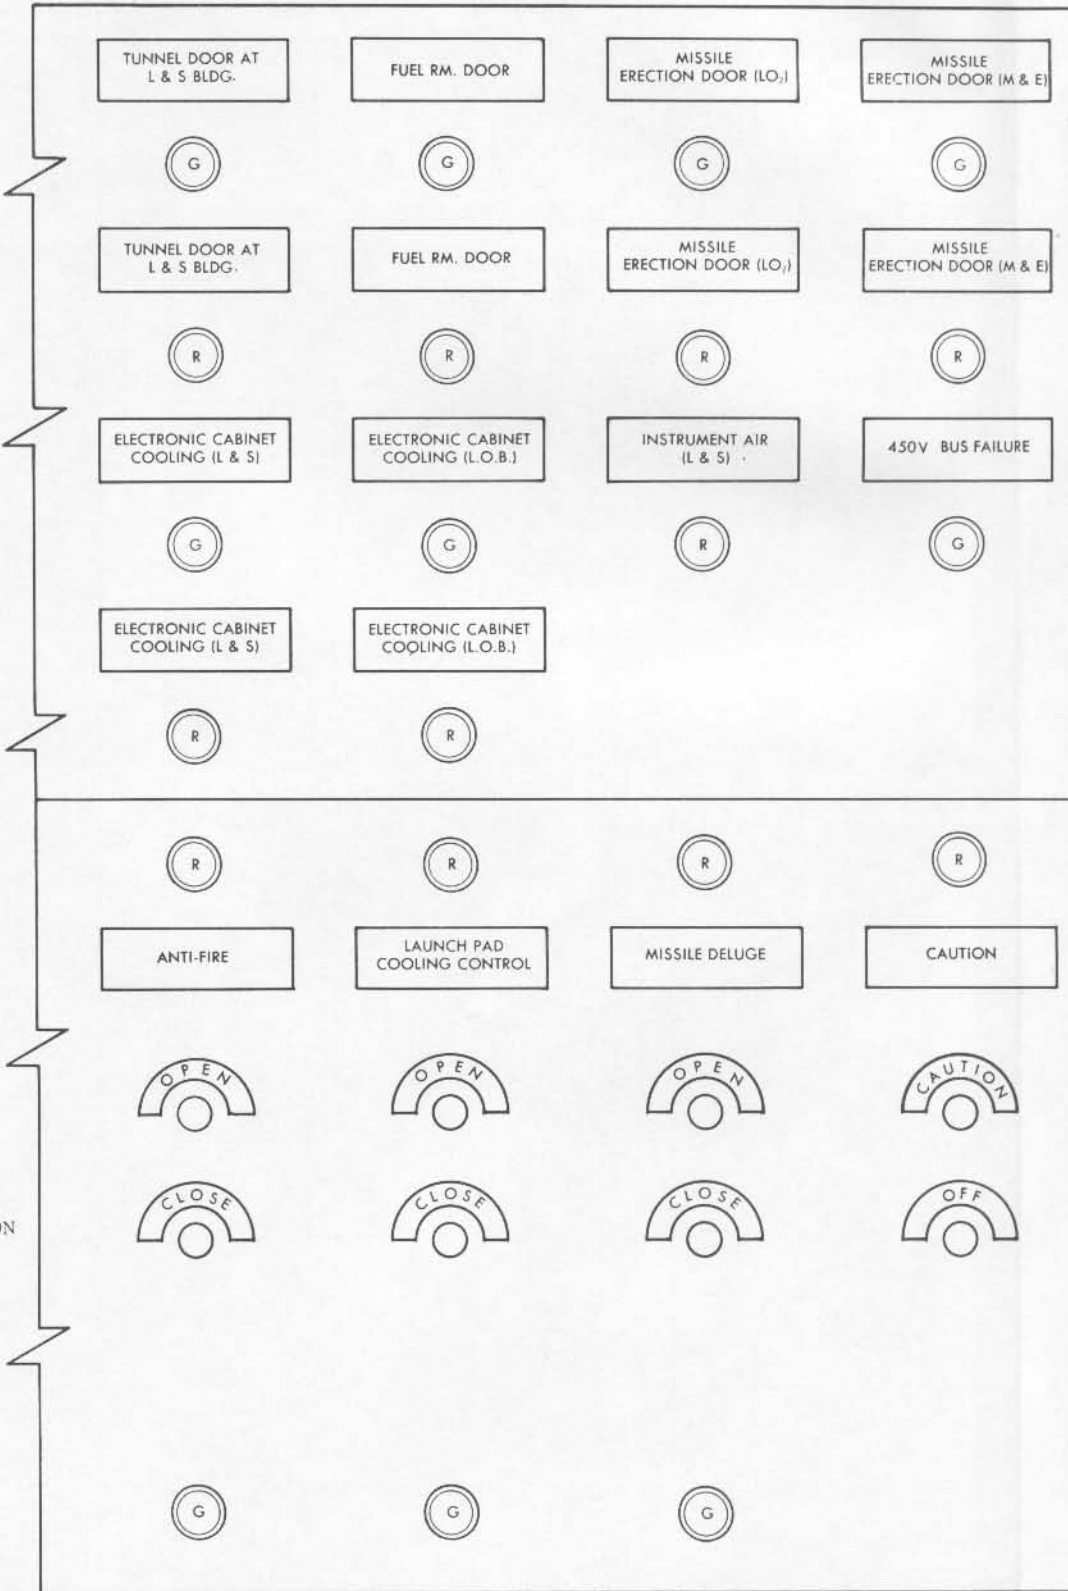 TUNNEL DOOR AT
L & S BLDG.
FUEL RM. DOOR
MISSILE
ERECTION DOOR (LO₂)
MISSILE
ERECTION DOOR (M & E)
G
G
G
G
TUNNEL DOOR AT
L & S BLDG.
FUEL RM. DOOR
MISSILE
ERECTION DOOR (LO₂)
MISSILE
ERECTION DOOR (M & E)
R
R
R
R
ELECTRONIC CABINET
COOLING (L & S)
ELECTRONIC CABINET
COOLING (L.O.B.)
INSTRUMENT AIR
(L & S)
450V BUS FAILURE
G
G
R
G
ELECTRONIC CABINET
COOLING (L & S)
ELECTRONIC CABINET
COOLING (L.O.B.)
R
R
R
R
R
R
ANTI-FIRE
LAUNCH PAD
COOLING CONTROL
MISSILE DELUGE
CAUTION
OPEN
OPEN
OPEN
CAUTION
CLOSE
CLOSE
CLOSE
OFF
G
G
G